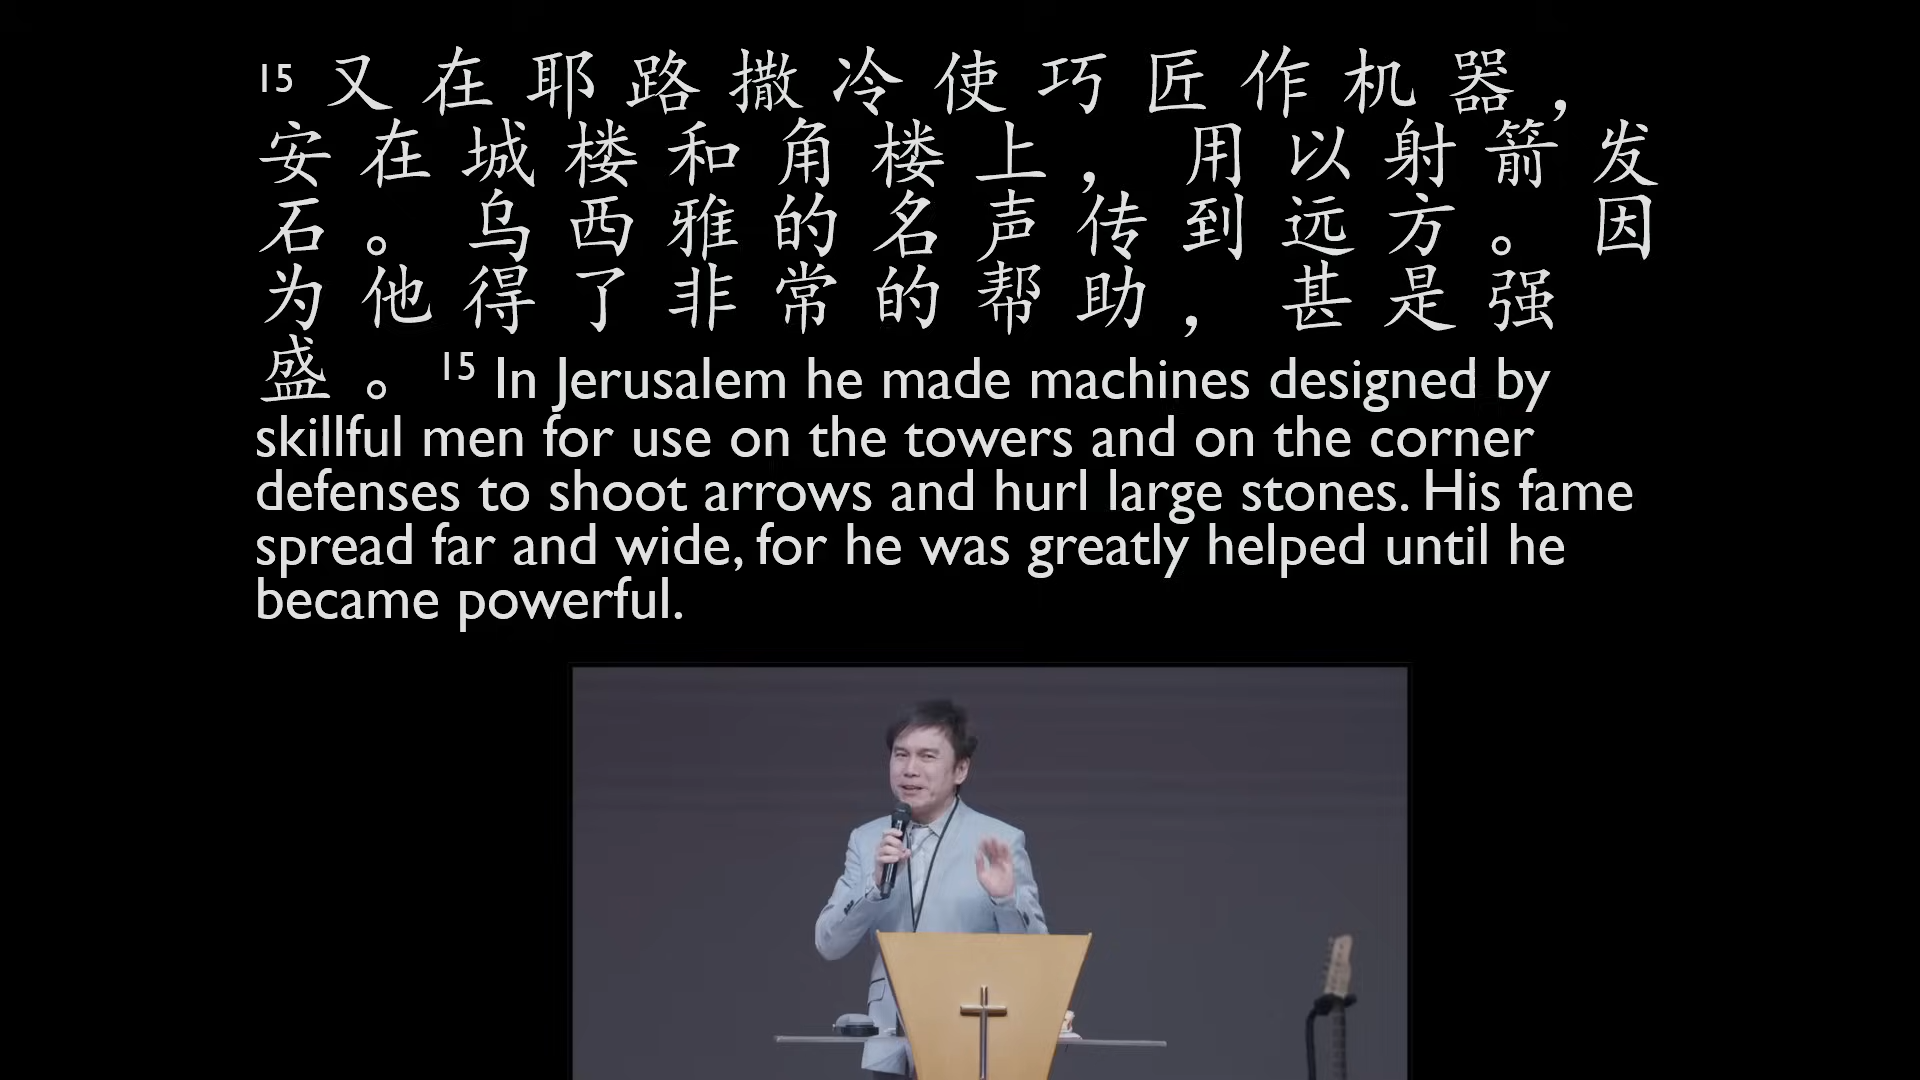 15 又在耶路撒冷使巧匠作机器，
安在城楼和角楼上，用以射箭发
石。乌西雅的名声传到远方。因
为他得了非常的帮助，甚是强
盛。15 In Jerusalem he made machines designed by
skillful men for use on the towers and on the corner
defenses to shoot arrows and hurl large stones. His fame
spread far and wide, for he was greatly helped until he
became powerful.